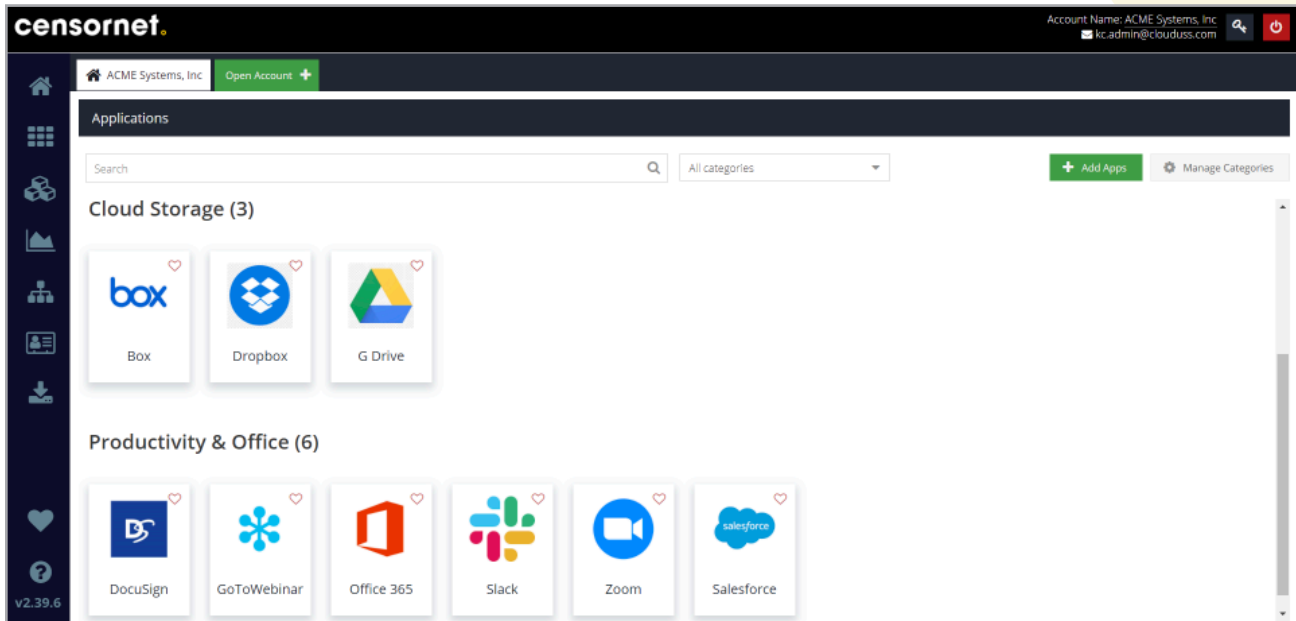 censornet.
Account Name: ACME Systems, Inc
kc.admin@clouduss.com
ACME Systems, Inc
Open Account
Applications
Search
All categories
Add Apps
Manage Categories
Cloud Storage (3)
box
Box
Dropbox
G Drive
Productivity & Office (6)
DS
salesforce
DocuSign
GoToWebinar
Office 365
Slack
Zoom
Salesforce
v2.39.6